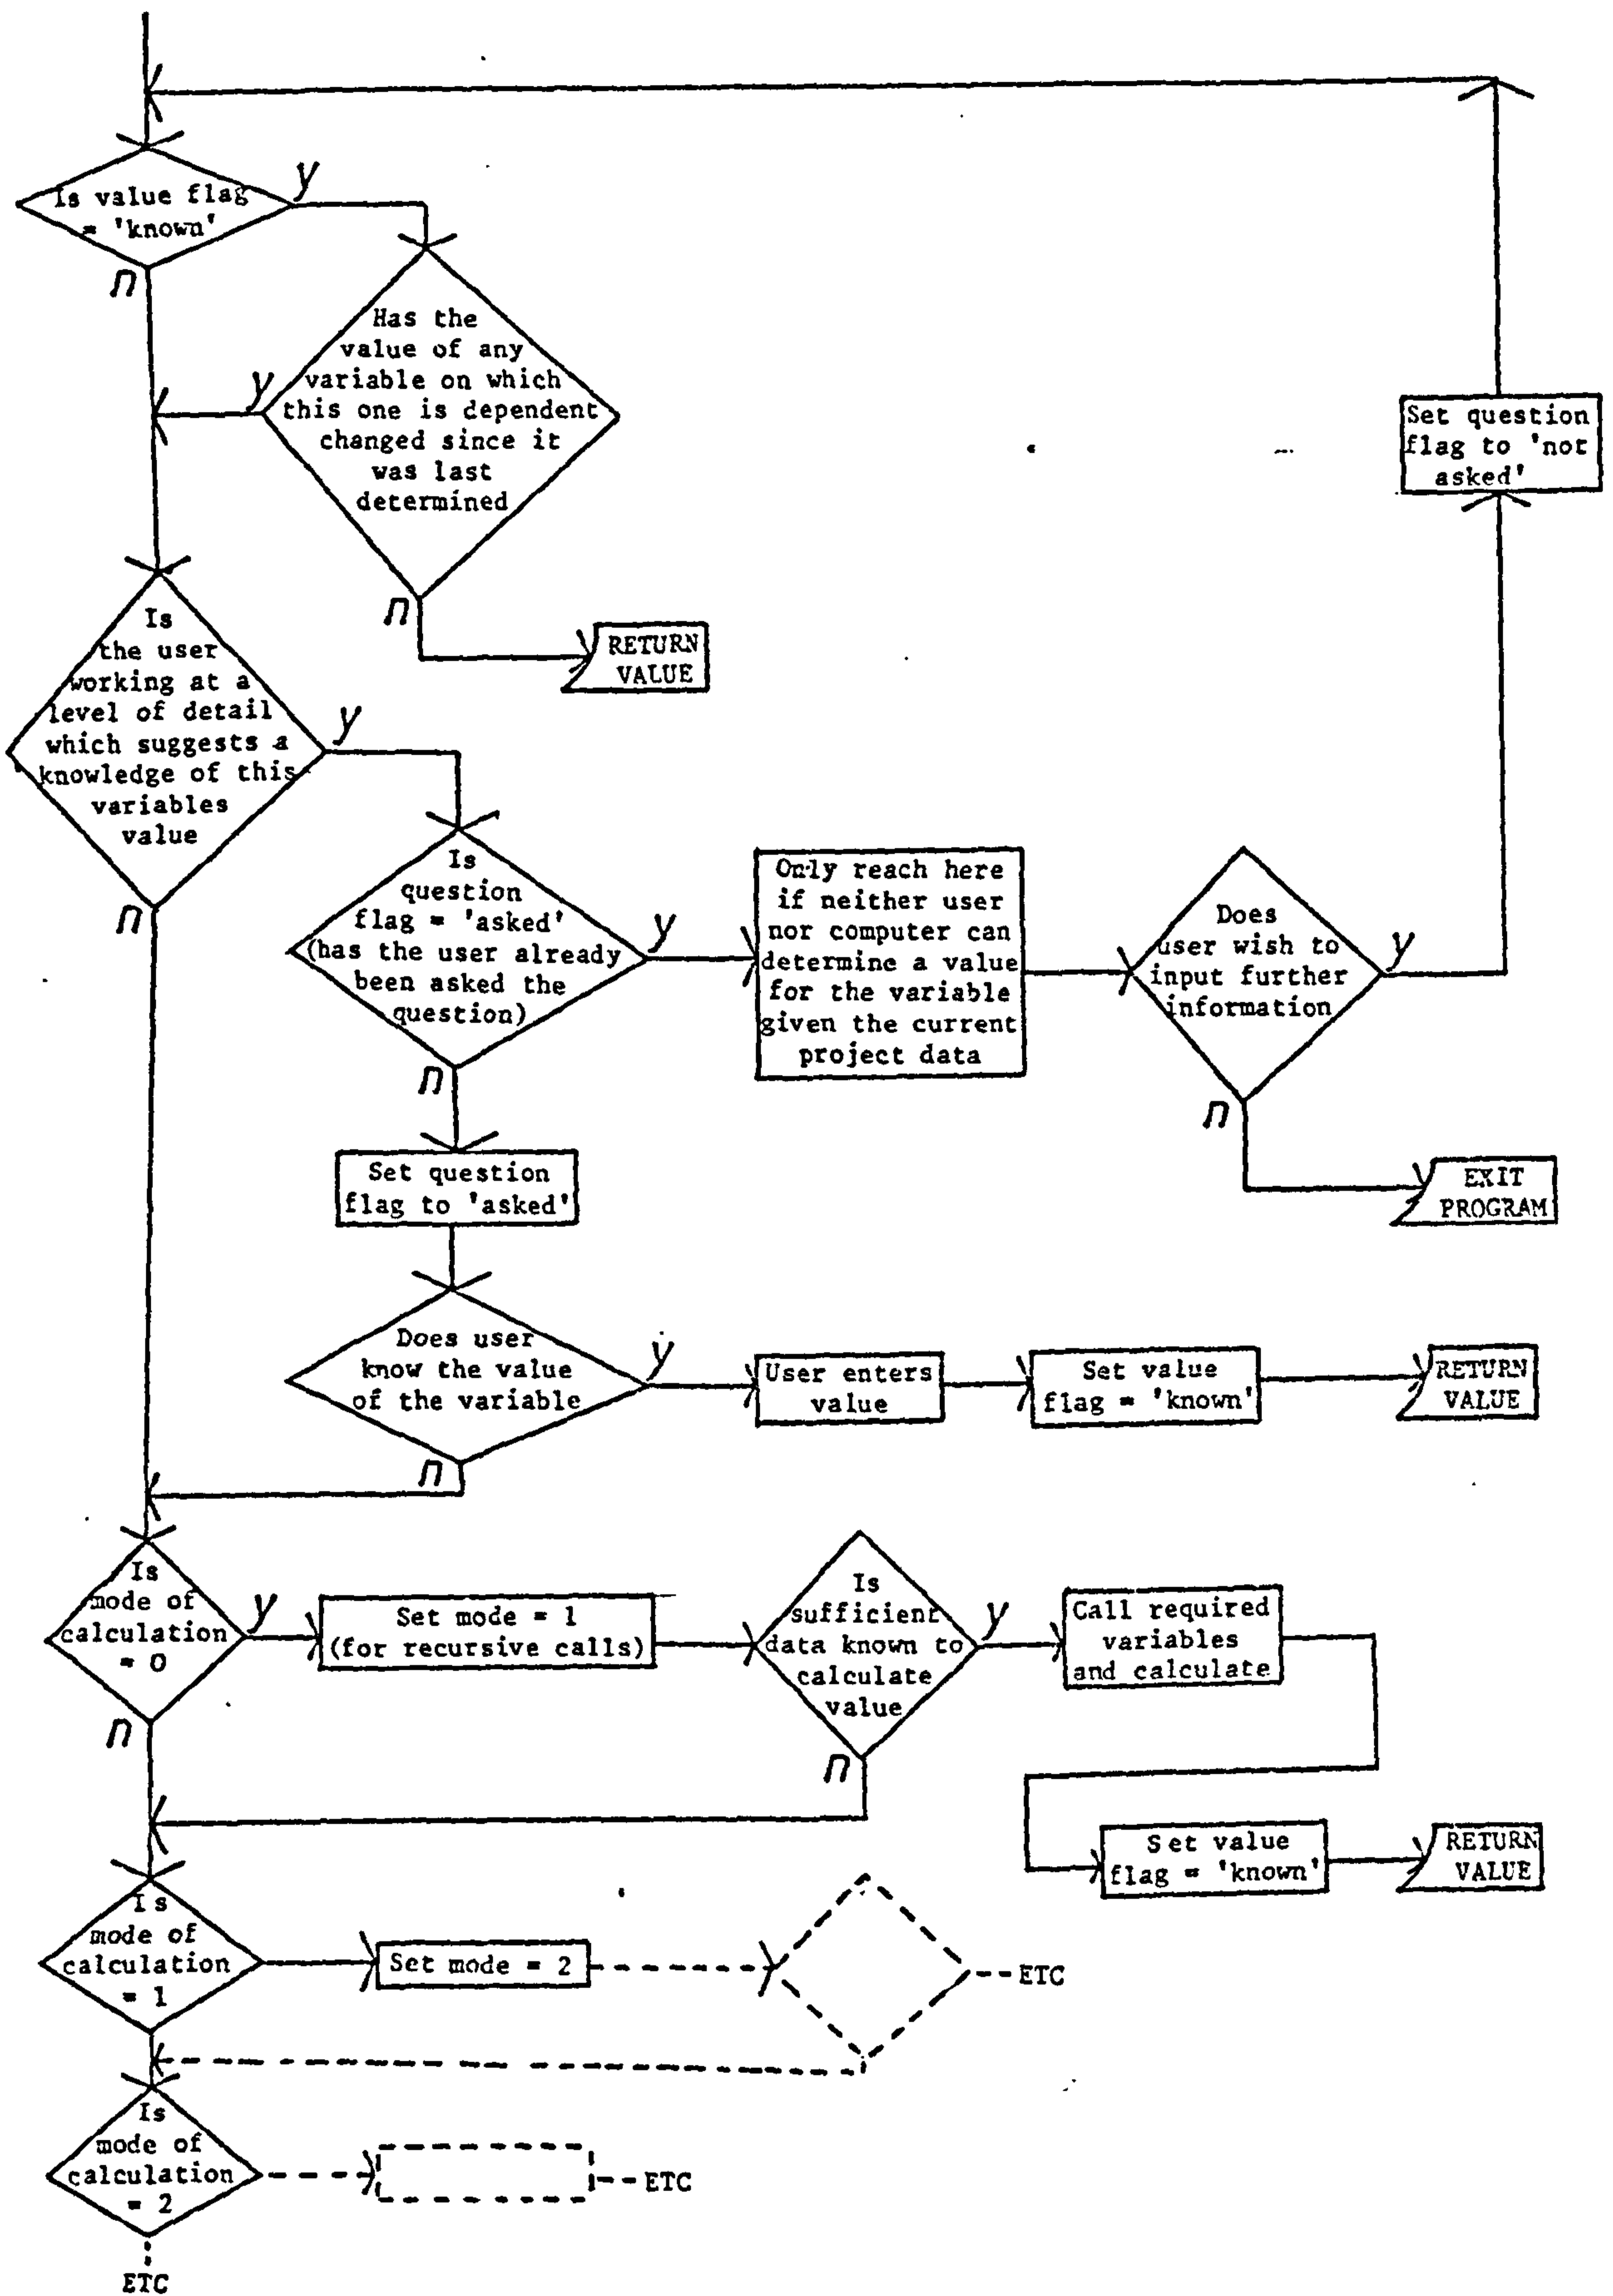 Is value flag
= 'known'
y
n
Has the
value of any
variable on which
this one is dependent
changed since it
was last
determined
y
n
RETURN
VALUE
Set question
flag to 'not
asked'
Is
the user
working at a
level of detail
which suggests a
knowledge of this
variables
value
y
n
Is
question
flag = 'asked'
(has the user already
been asked the
question)
y
n
Only reach here
if neither user
nor computer can
determine a value
for the variable
given the current
project data
Does
user wish to
input further
information
y
n
EXIT
PROGRAM
Set question
flag to 'asked'
Does user
know the value
of the variable
y
n
User enters
value
Set value
flag = 'known'
RETURN
VALUE
Is
mode of
calculation
= 0
y
n
Set mode = 1
(for recursive calls)
Is
sufficient
data known to
calculate
value
y
n
Call required
variables
and calculate
Set value
flag = 'known'
RETURN
VALUE
Is
mode of
calculation
= 1
Set mode = 2
ETC
Is
mode of
calculation
= 2
ETC
ETC